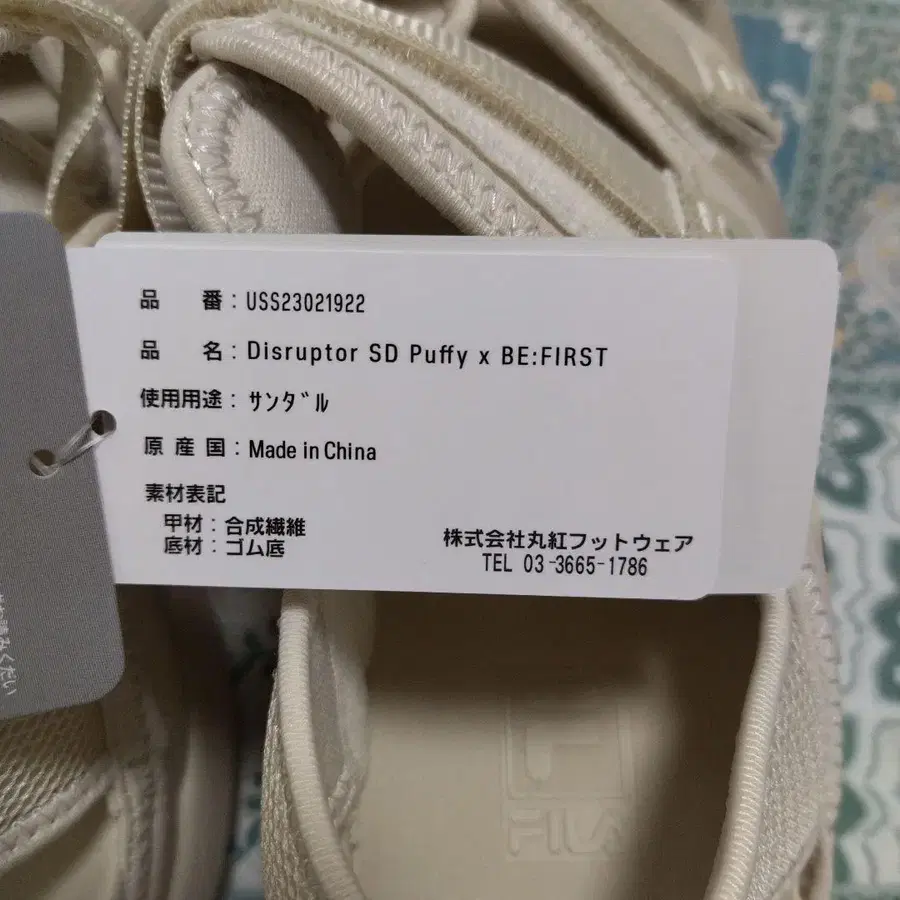 品 番：USS23021922
品 名：Disruptor SD Puffy x BE:FIRST
使用用途：サンダル
原 産 国：Made in China
素材表記
甲材：合成繊維
底材：ゴム底
株式会社丸紅フットウェア
TEL 03-3665-1786
FILA